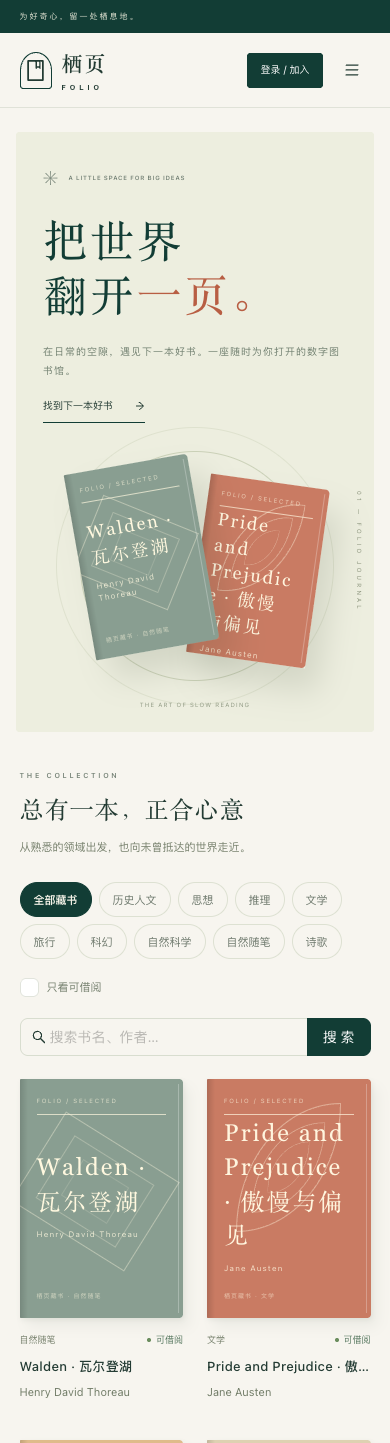 为好奇心，留一处栖息地。
栖页
FOLIO
登录 / 加入
A LITTLE SPACE FOR BIG IDEAS
把世界
翻开一页。
在日常的空隙，遇见下一本好书。一座随时为你打开的数字图
书馆。
找到下一本好书 →
FOLIO / SELECTED
Walden ·
瓦尔登湖
Henry David
Thoreau
栖页藏书 · 自然随笔
FOLIO / SELECTED
Pride
and
Prejudic
e · 傲慢
与偏见
Jane Austen
01 — FOLIO JOURNAL
THE ART OF SLOW READING
THE COLLECTION
总有一本，正合心意
从熟悉的领域出发，也向未曾抵达的世界走近。
全部藏书
历史人文
思想
推理
文学
旅行
科幻
自然科学
自然随笔
诗歌
只看可借阅
搜索书名、作者...
搜索
FOLIO / SELECTED
Walden ·
瓦尔登湖
Henry David Thoreau
栖页藏书 · 自然随笔
FOLIO / SELECTED
Pride and
Prejudice
· 傲慢与偏
见
Jane Austen
栖页藏书 · 文学
自然随笔
可借阅
Walden · 瓦尔登湖
Henry David Thoreau
文学
可借阅
Pride and Prejudice · 傲...
Jane Austen